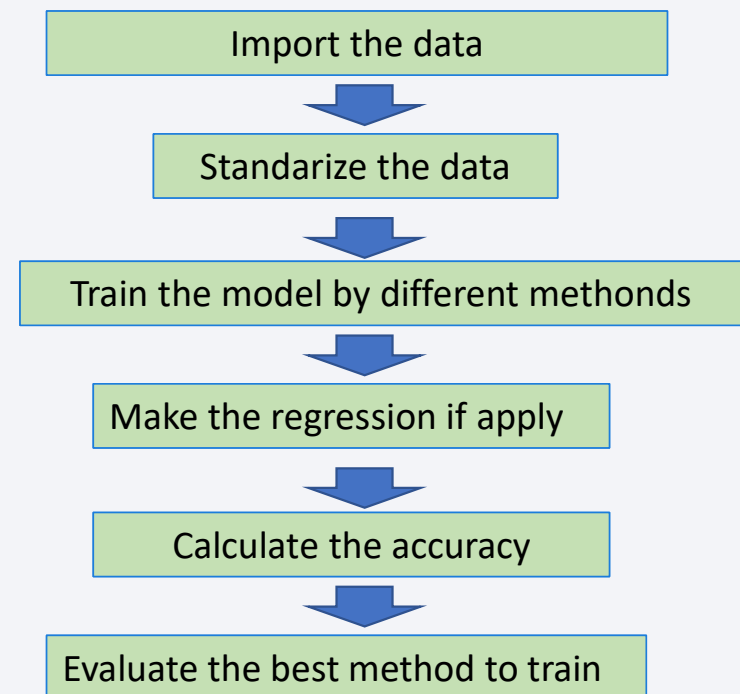 Import the data
Standarize the data
Train the model by different methonds
Make the regression if apply
Calculate the accuracy
Evaluate the best method to train